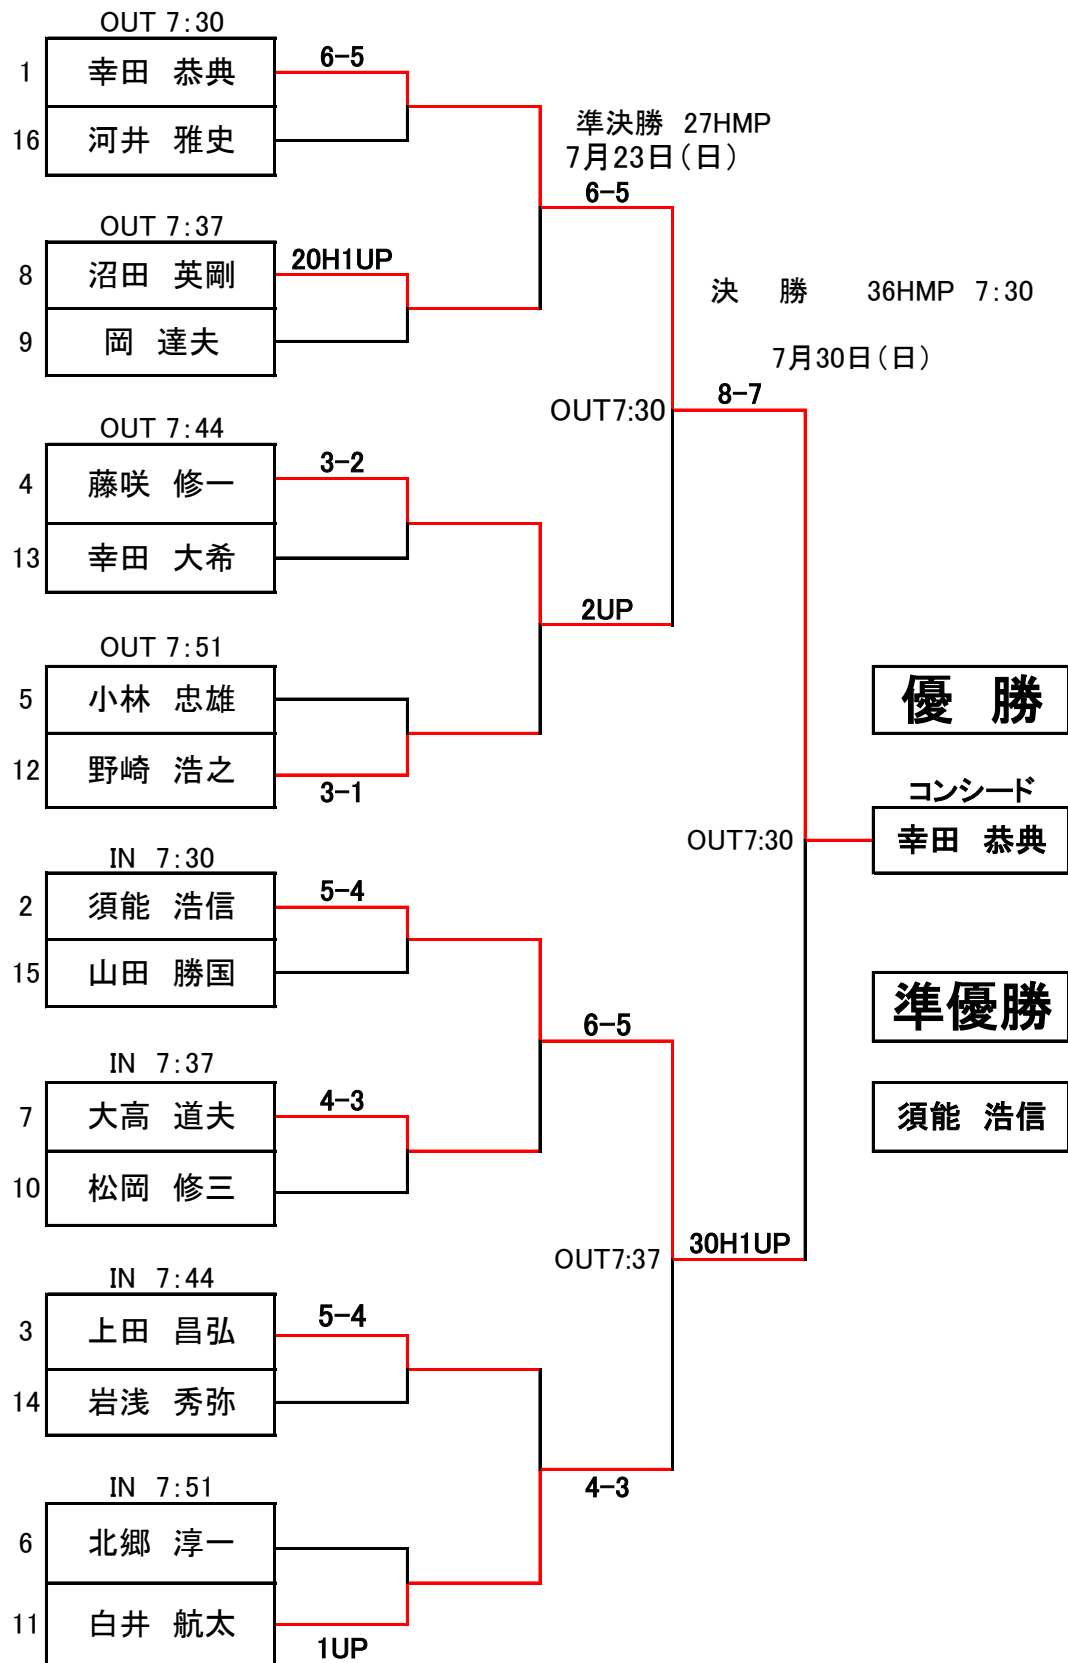 OUT 7:30
1 幸田 恭典 6-5
16 河井 雅史
準決勝 27HMP
7月23日(日)
6-5
OUT 7:37
8 沼田 英剛 20H1UP
9 岡 達夫
決 勝 36HMP 7:30
7月30日(日)
8-7
OUT7:30
OUT 7:44
4 藤咲 修一 3-2
13 幸田 大希
2UP
OUT 7:51
5 小林 忠雄
12 野崎 浩之 3-1
優 勝
コンシード
幸田 恭典
OUT7:30
IN 7:30
2 須能 浩信 5-4
15 山田 勝国
準優勝
6-5
IN 7:37
7 大高 道夫 4-3
10 松岡 修三
須能 浩信
OUT7:37
30H1UP
IN 7:44
3 上田 昌弘 5-4
14 岩浅 秀弥
4-3
IN 7:51
6 北郷 淳一
11 白井 航太 1UP